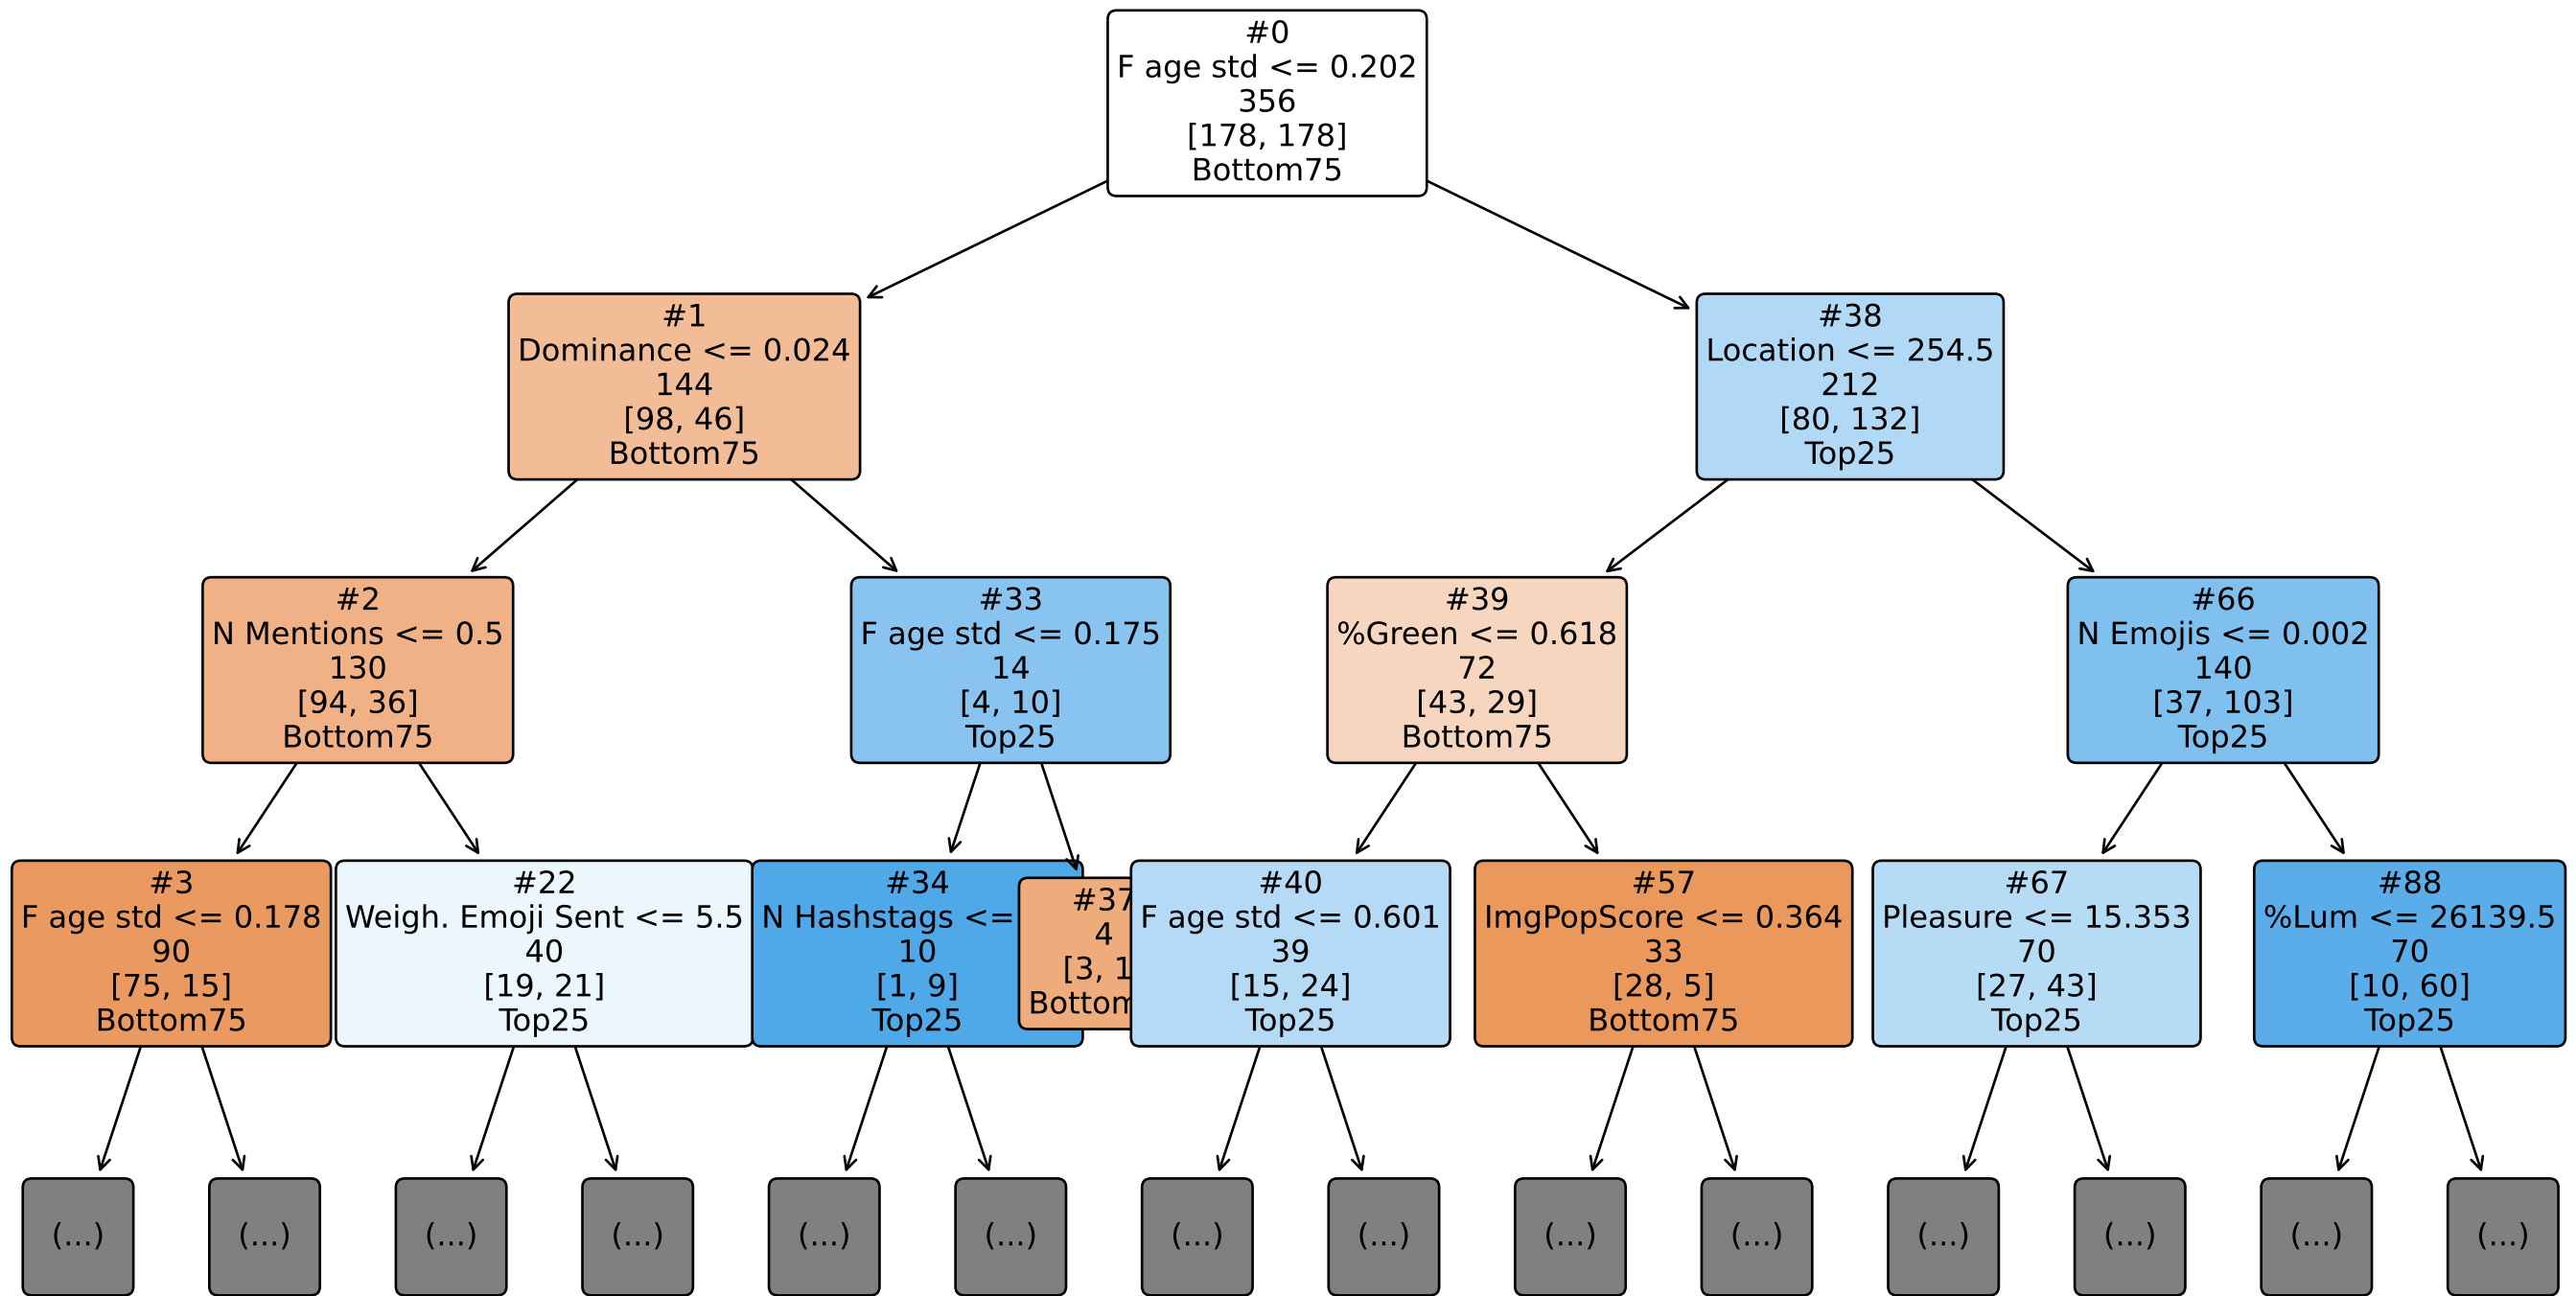 #0
F age std <= 0.202
356
[178, 178]
Bottom75
#1
Dominance <= 0.024
144
[98, 46]
Bottom75
#38
Location <= 254.5
212
[80, 132]
Top25
#2
N Mentions <= 0.5
130
[94, 36]
Bottom75
#33
F age std <= 0.175
14
[4, 10]
Top25
#39
%Green <= 0.618
72
[43, 29]
Bottom75
#66
N Emojis <= 0.002
140
[37, 103]
Top25
#3
F age std <= 0.178
90
[75, 15]
Bottom75
#22
Weigh. Emoji Sent <= 5.5
40
[19, 21]
Top25
#34
N Hashstags <=
10
[1, 9]
Top25
#37
4
[3, 1
#40
F age std <= 0.601
39
[15, 24]
Top25
#57
ImgPopScore <= 0.364
33
[28, 5]
Bottom75
#67
Pleasure <= 15.353
70
[27, 43]
Top25
#88
%Lum <= 26139.5
70
[10, 60]
Top25
(...)
(...)
(...)
(...)
(...)
(...)
(...)
(...)
(...)
(...)
(...)
(...)
(...)
(...)